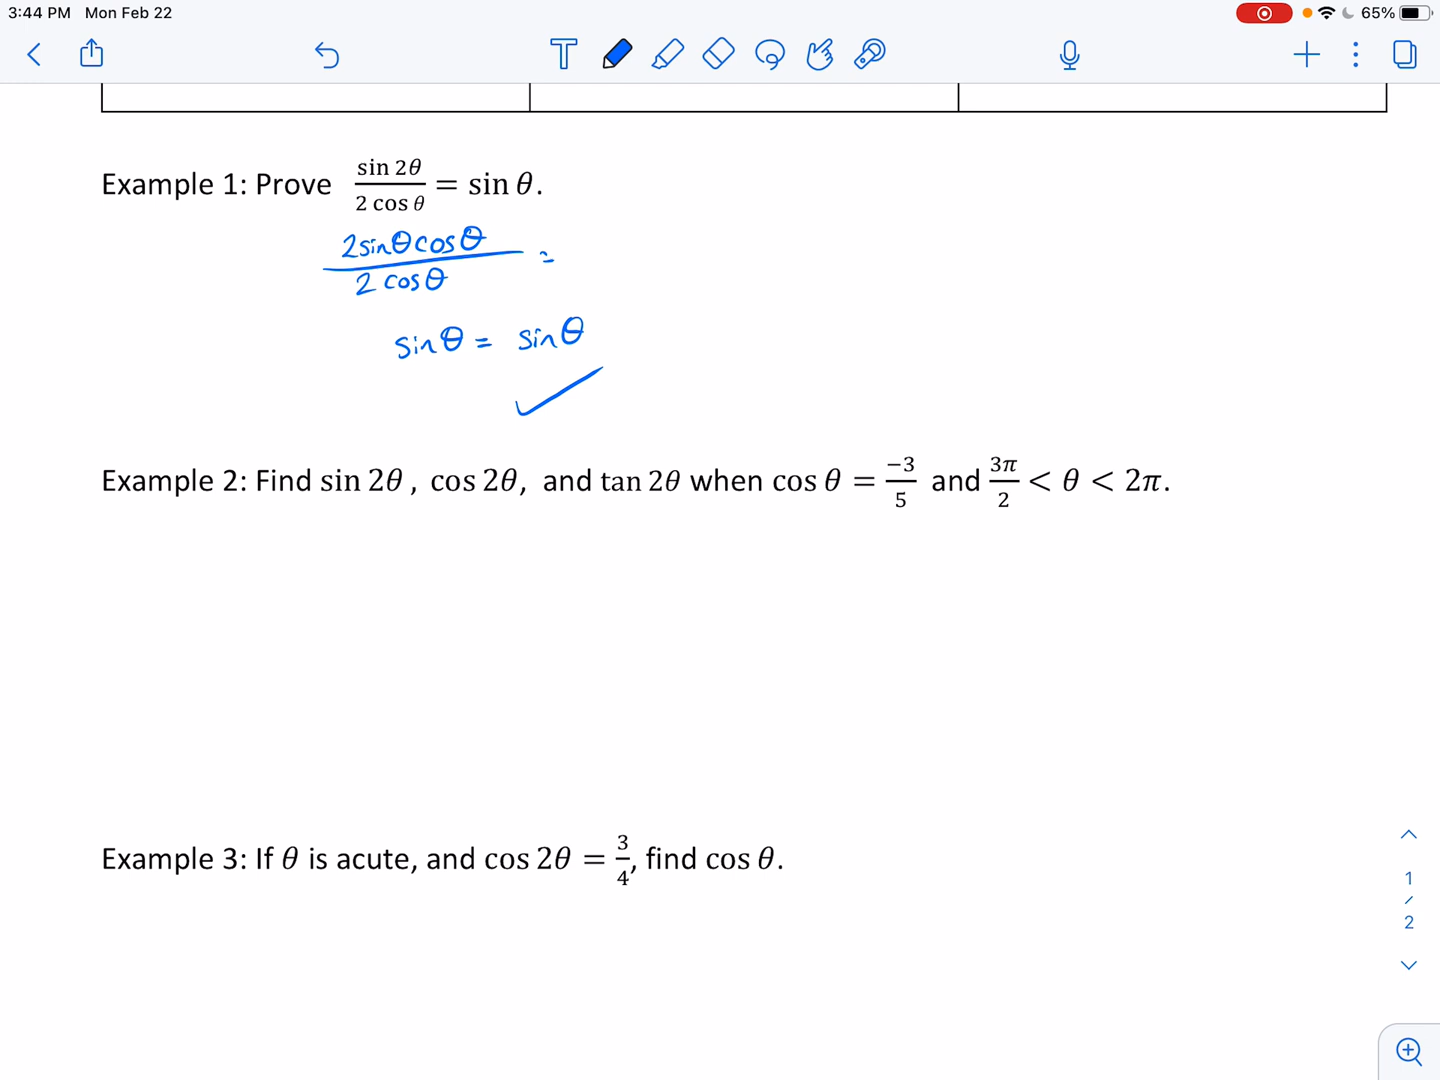 3:44 PM Mon Feb 22 65%
T
Example 1: Prove sin 2θ / 2 cos θ = sin θ.
2sinθcosθ / 2 cosθ =
sinθ = sinθ
Example 2: Find sin 2θ , cos 2θ, and tan 2θ when cos θ = −3/5 and 3π/2 < θ < 2π.
Example 3: If θ is acute, and cos 2θ = 3/4, find cos θ.
1
/
2